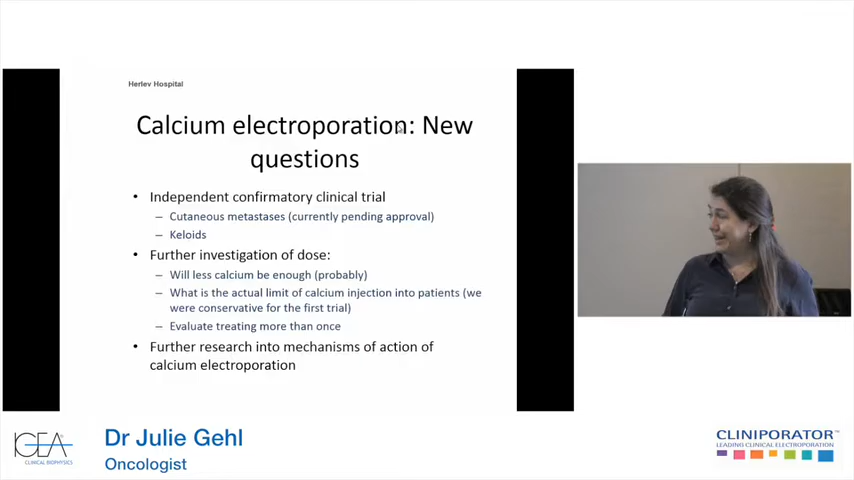 Herlev Hospital
Calcium electroporation: New
questions
• Independent confirmatory clinical trial
– Cutaneous metastases (currently pending approval)
– Keloids
• Further investigation of dose:
– Will less calcium be enough (probably)
– What is the actual limit of calcium injection into patients (we
were conservative for the first trial)
– Evaluate treating more than once
• Further research into mechanisms of action of
calcium electroporation
IGEA
CLINICAL BIOPHYSICS
Dr Julie Gehl
Oncologist
CLINIPORATOR™
LEADING CLINICAL ELECTROPORATION